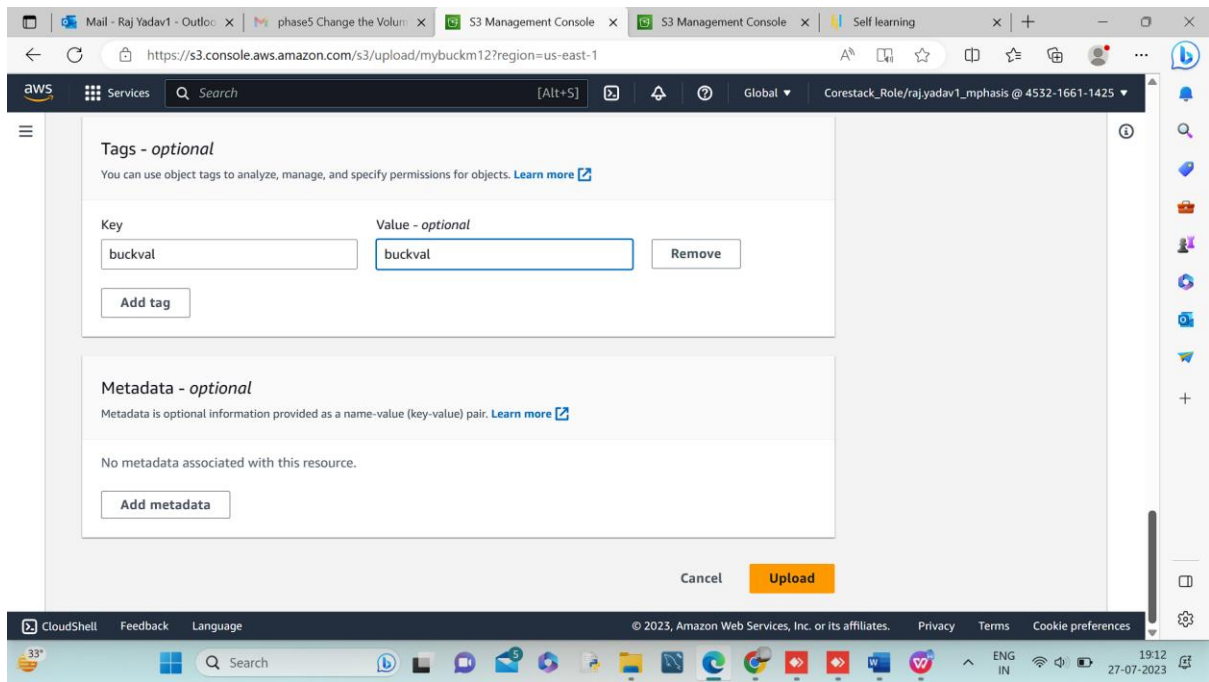 Mail - Raj Yadav1 - Outloo
phase5 Change the Volum
S3 Management Console
S3 Management Console
Self learning
https://s3.console.aws.amazon.com/s3/upload/mybuckm12?region=us-east-1
aws
Services
Search
[Alt+S]
Global
Corestack_Role/raj.yadav1_mphasis @ 4532-1661-1425
Tags - optional
You can use object tags to analyze, manage, and specify permissions for objects. Learn more
Key
Value - optional
buckval
buckval
Remove
Add tag
Metadata - optional
Metadata is optional information provided as a name-value (key-value) pair. Learn more
No metadata associated with this resource.
Add metadata
Cancel
Upload
CloudShell
Feedback
Language
© 2023, Amazon Web Services, Inc. or its affiliates.
Privacy
Terms
Cookie preferences
33°
Search
5
ENG
IN
19:12
27-07-2023